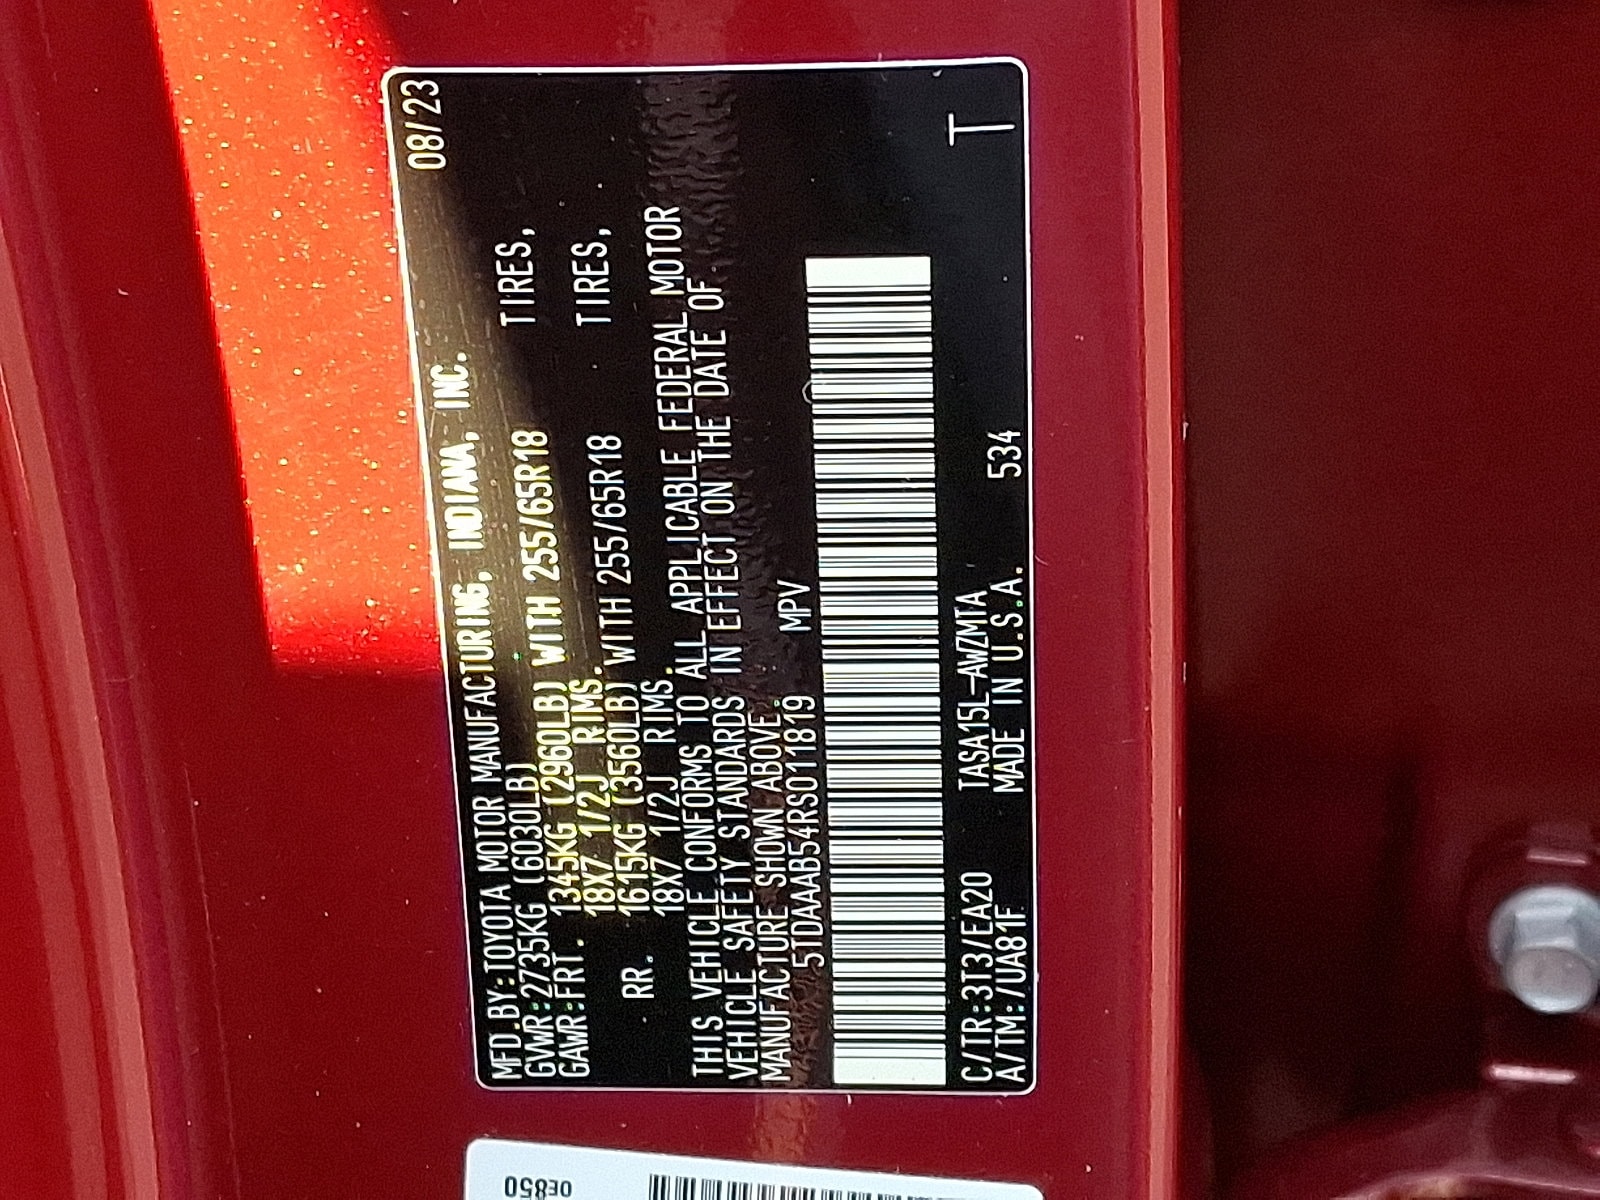 MFD.BY:TOYOTA MOTOR MANUFACTURING, INDIANA, INC. 08/23
GVWR:2735KG (6030LB)
GAWR:FRT. 1345KG (2960LB) WITH 255/65R18 TIRES,
18X7 1/2J RIMS.
RR. 1615KG (3560LB) WITH 255/65R18 TIRES,
18X7 1/2J RIMS.
THIS VEHICLE CONFORMS TO ALL APPLICABLE FEDERAL MOTOR
VEHICLE SAFETY STANDARDS IN EFFECT ON THE DATE OF
MANUFACTURE SHOWN ABOVE.
5TDAAAB54RS011819 MPV
C/TR:3T3/EA20 TASA15L-AWZMTA
A/TM:/UA81F MADE IN U.S.A. 534
T
0E850